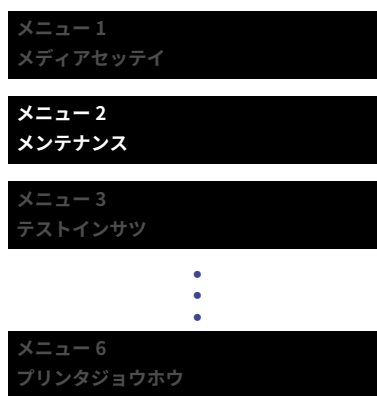 メニュー 1
メディアセッテイ
メニュー 2
メンテナンス
メニュー 3
テストインサツ
メニュー 6
プリンタジョウホウ